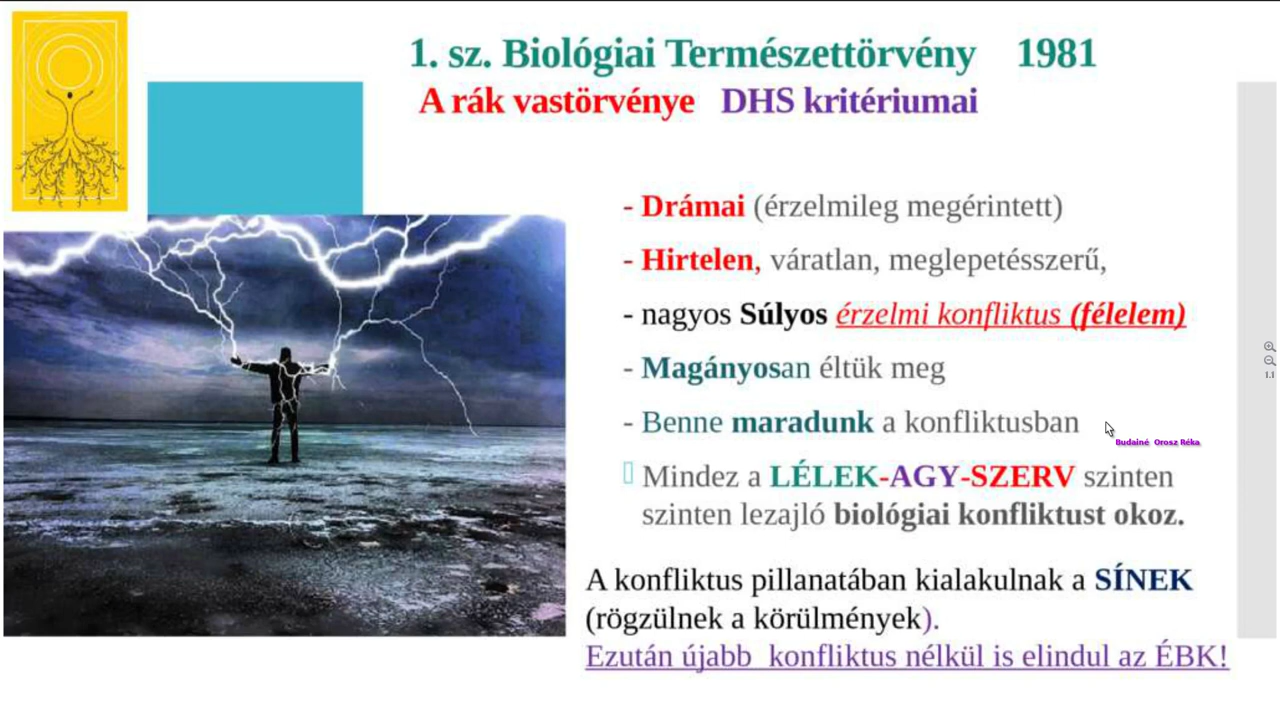 1. sz. Biológiai Természettörvény 1981
A rák vastörvénye DHS kritériumai
- Drámai (érzelmileg megérintett)
- Hirtelen, váratlan, meglepetésszerű,
- nagyos Súlyos érzelmi konfliktus (félelem)
- Magányosan éltük meg
- Benne maradunk a konfliktusban
Budainé Orosz Réka
Mindez a LÉLEK-AGY-SZERV szinten
szinten lezajló biológiai konfliktust okoz.
A konfliktus pillanatában kialakulnak a SÍNEK
(rögzülnek a körülmények).
Ezután újabb konfliktus nélkül is elindul az ÉBK!
1.1